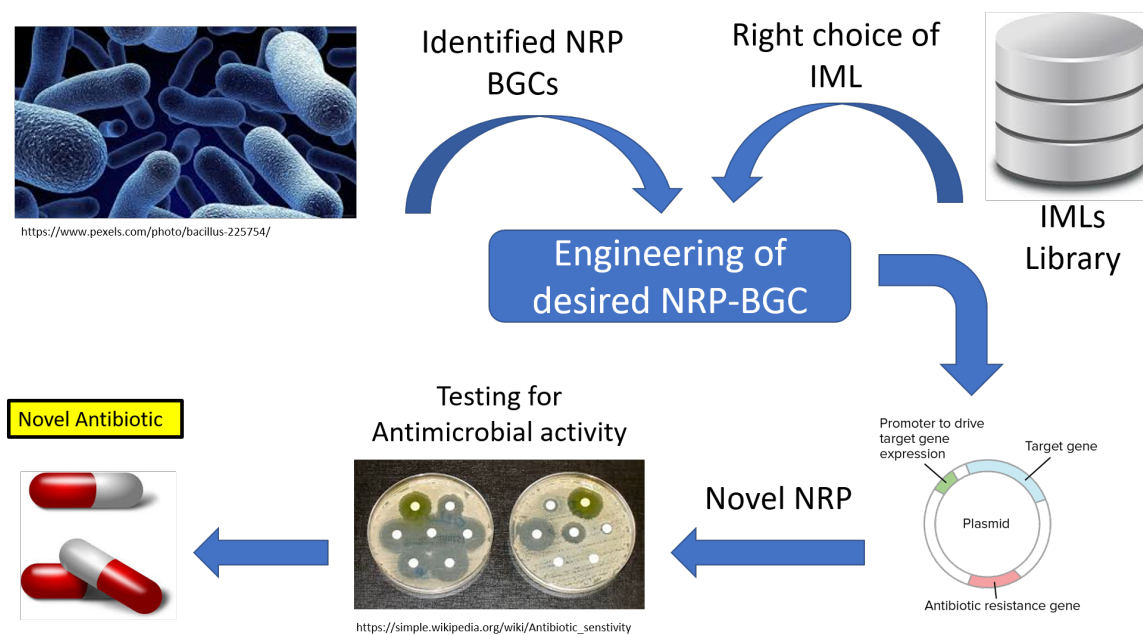 Identified NRP
BGCs
Right choice of
IML
https://www.pexels.com/photo/bacillus-225754/
IMLs
Library
Engineering of
desired NRP-BGC
Testing for
Antimicrobial activity
Novel Antibiotic
Promoter to drive
target gene
expression
Target gene
Novel NRP
Plasmid
Antibiotic resistance gene
https://simple.wikipedia.org/wiki/Antibiotic_senstivity